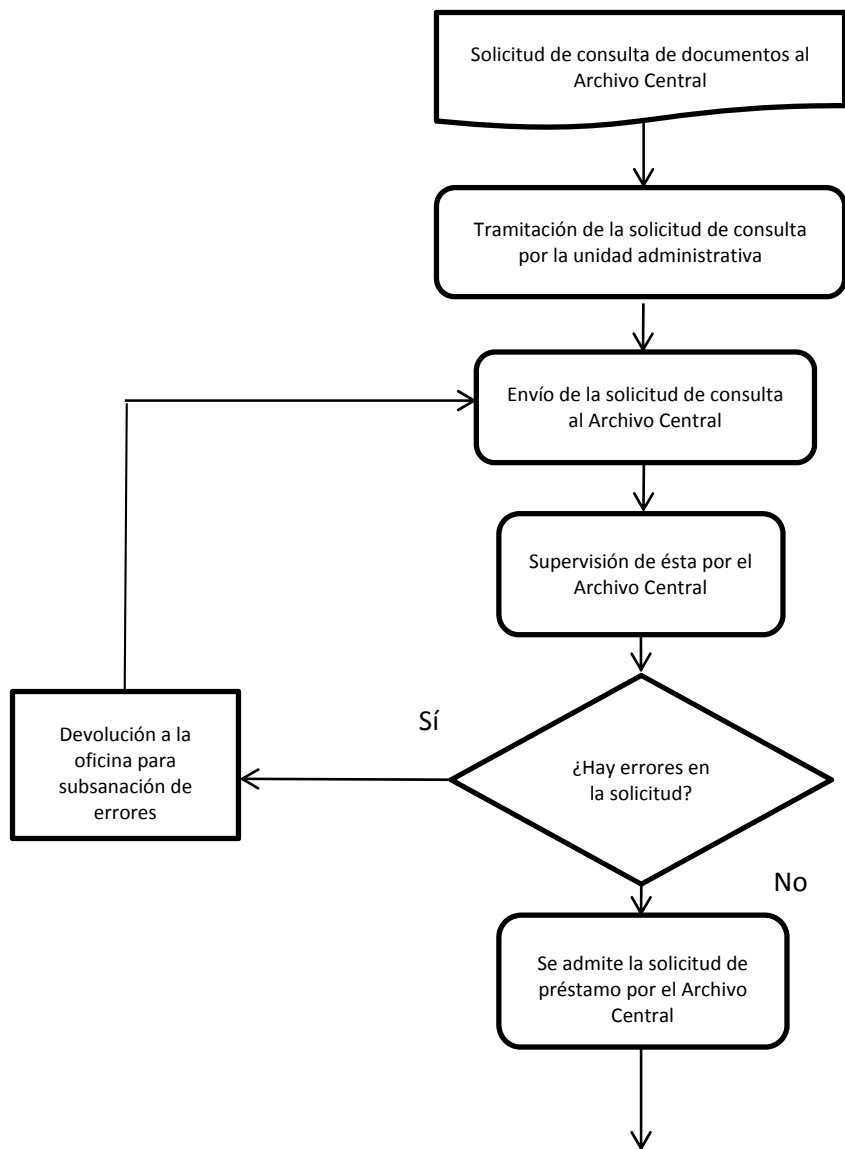 Solicitud de consulta de documentos al
Archivo Central
Tramitación de la solicitud de consulta
por la unidad administrativa
Envío de la solicitud de consulta
al Archivo Central
Supervisión de ésta por el
Archivo Central
Sí
Devolución a la
oficina para
subsanación de
errores
¿Hay errores en
la solicitud?
No
Se admite la solicitud de
préstamo por el Archivo
Central